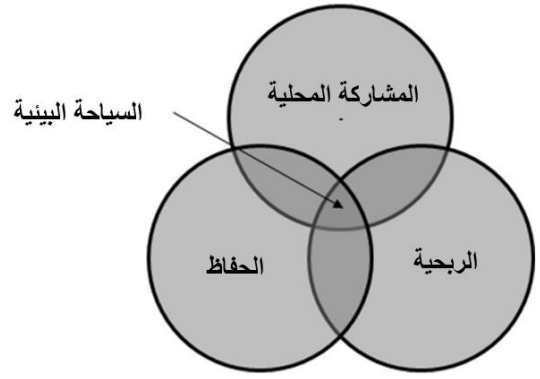 المشاركة المحلية
السياحة البيئية
الحفاظ
الربحية